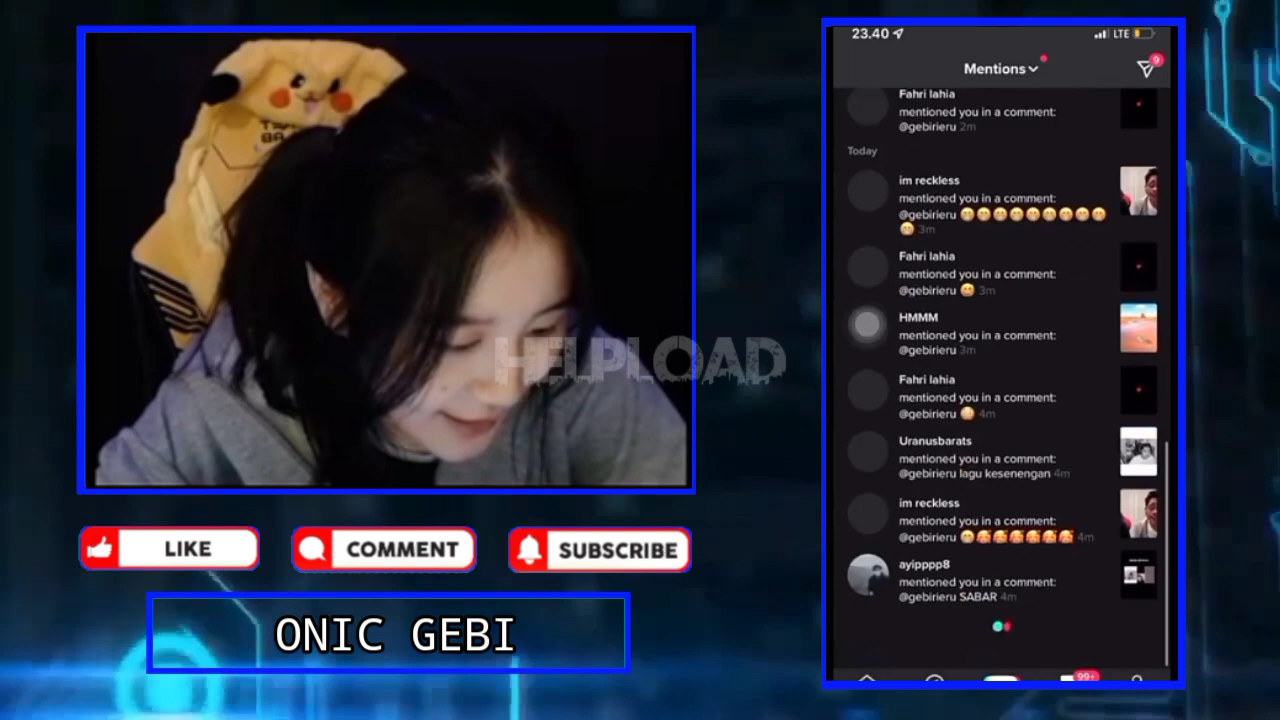 HELPLOAD
LIKE
COMMENT
SUBSCRIBE
ONIC GEBI
23.40
LTE
Mentions
9
Fahri lahia
mentioned you in a comment:
@gebirieru 2m
Today
im reckless
mentioned you in a comment:
@gebirieru 😁😁😁😁😁😁😁😁😁
😁 3m
Fahri lahia
mentioned you in a comment:
@gebirieru 😁 3m
HMMM
mentioned you in a comment:
@gebirieru 3m
Fahri lahia
mentioned you in a comment:
@gebirieru 4m
Uranusbarats
mentioned you in a comment:
@gebirieru lagu kesenengan 4m
im reckless
mentioned you in a comment:
@gebirieru 😁🥰🥰🥰🥰🥰🥰 4m
ayipppp8
mentioned you in a comment:
@gebirieru SABAR 4m
99+